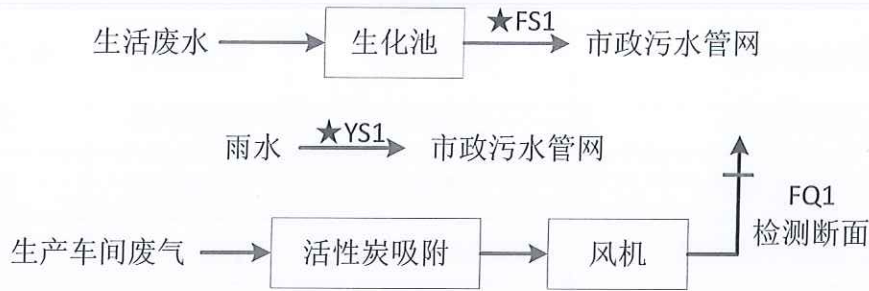 生活废水 生化池 ★FS1 市政污水管网
雨水 ★YS1 市政污水管网
生产车间废气 活性炭吸附 风机 FQ1
检测断面